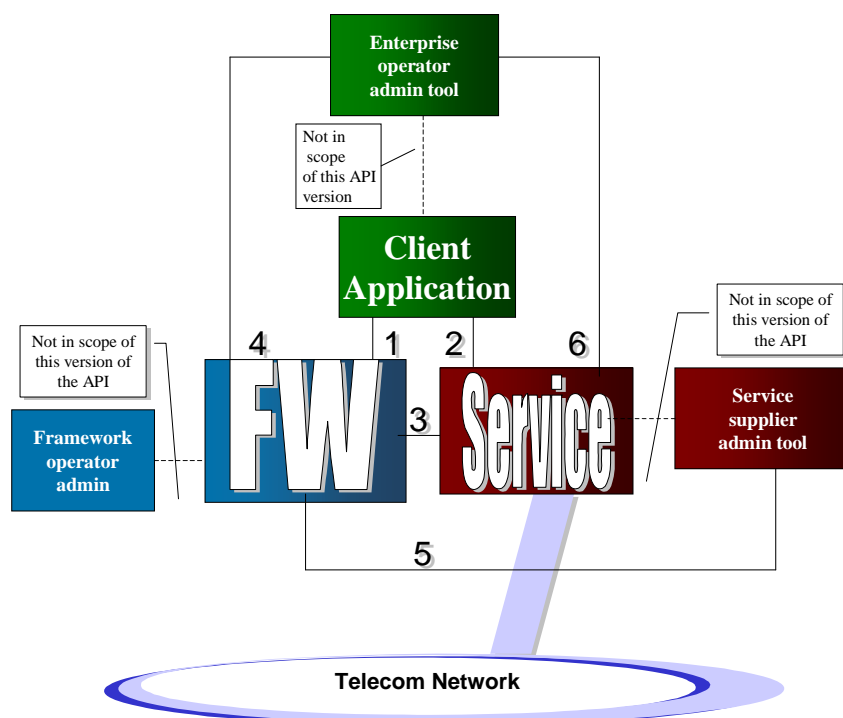 Enterprise
operator
admin tool
Not in
scope
of this API
version
Client
Application
Not in scope of
this version of
the API
Not in scope of
this version of
the API
4
1
2
6
FW
3
Service
Framework
operator
admin
Service
supplier
admin tool
5
Telecom Network